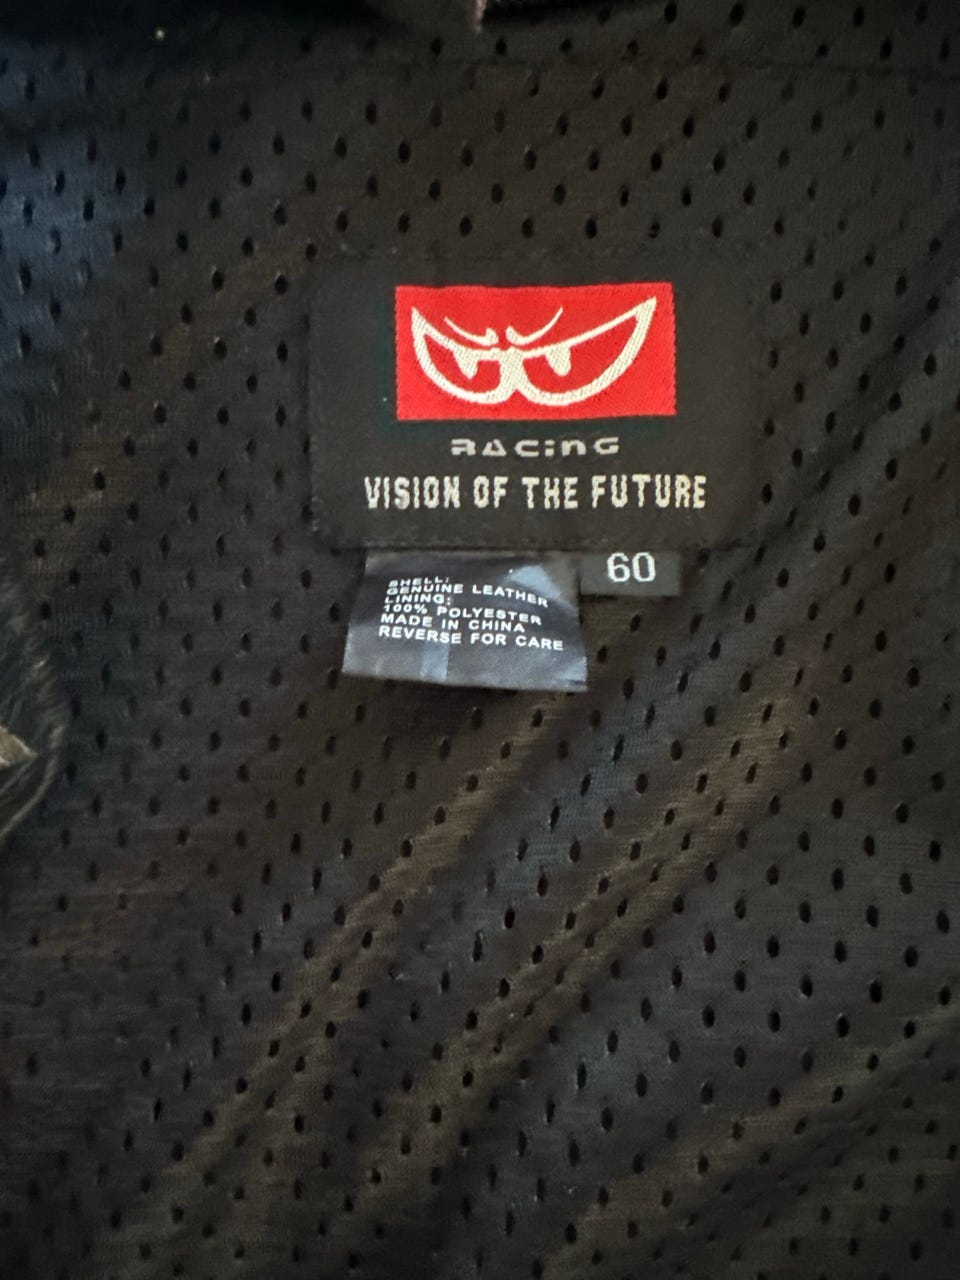 RACING
VISION OF THE FUTURE
60
SHELL:
GENUINE LEATHER
LINING:
100% POLYESTER
MADE IN CHINA
REVERSE FOR CARE